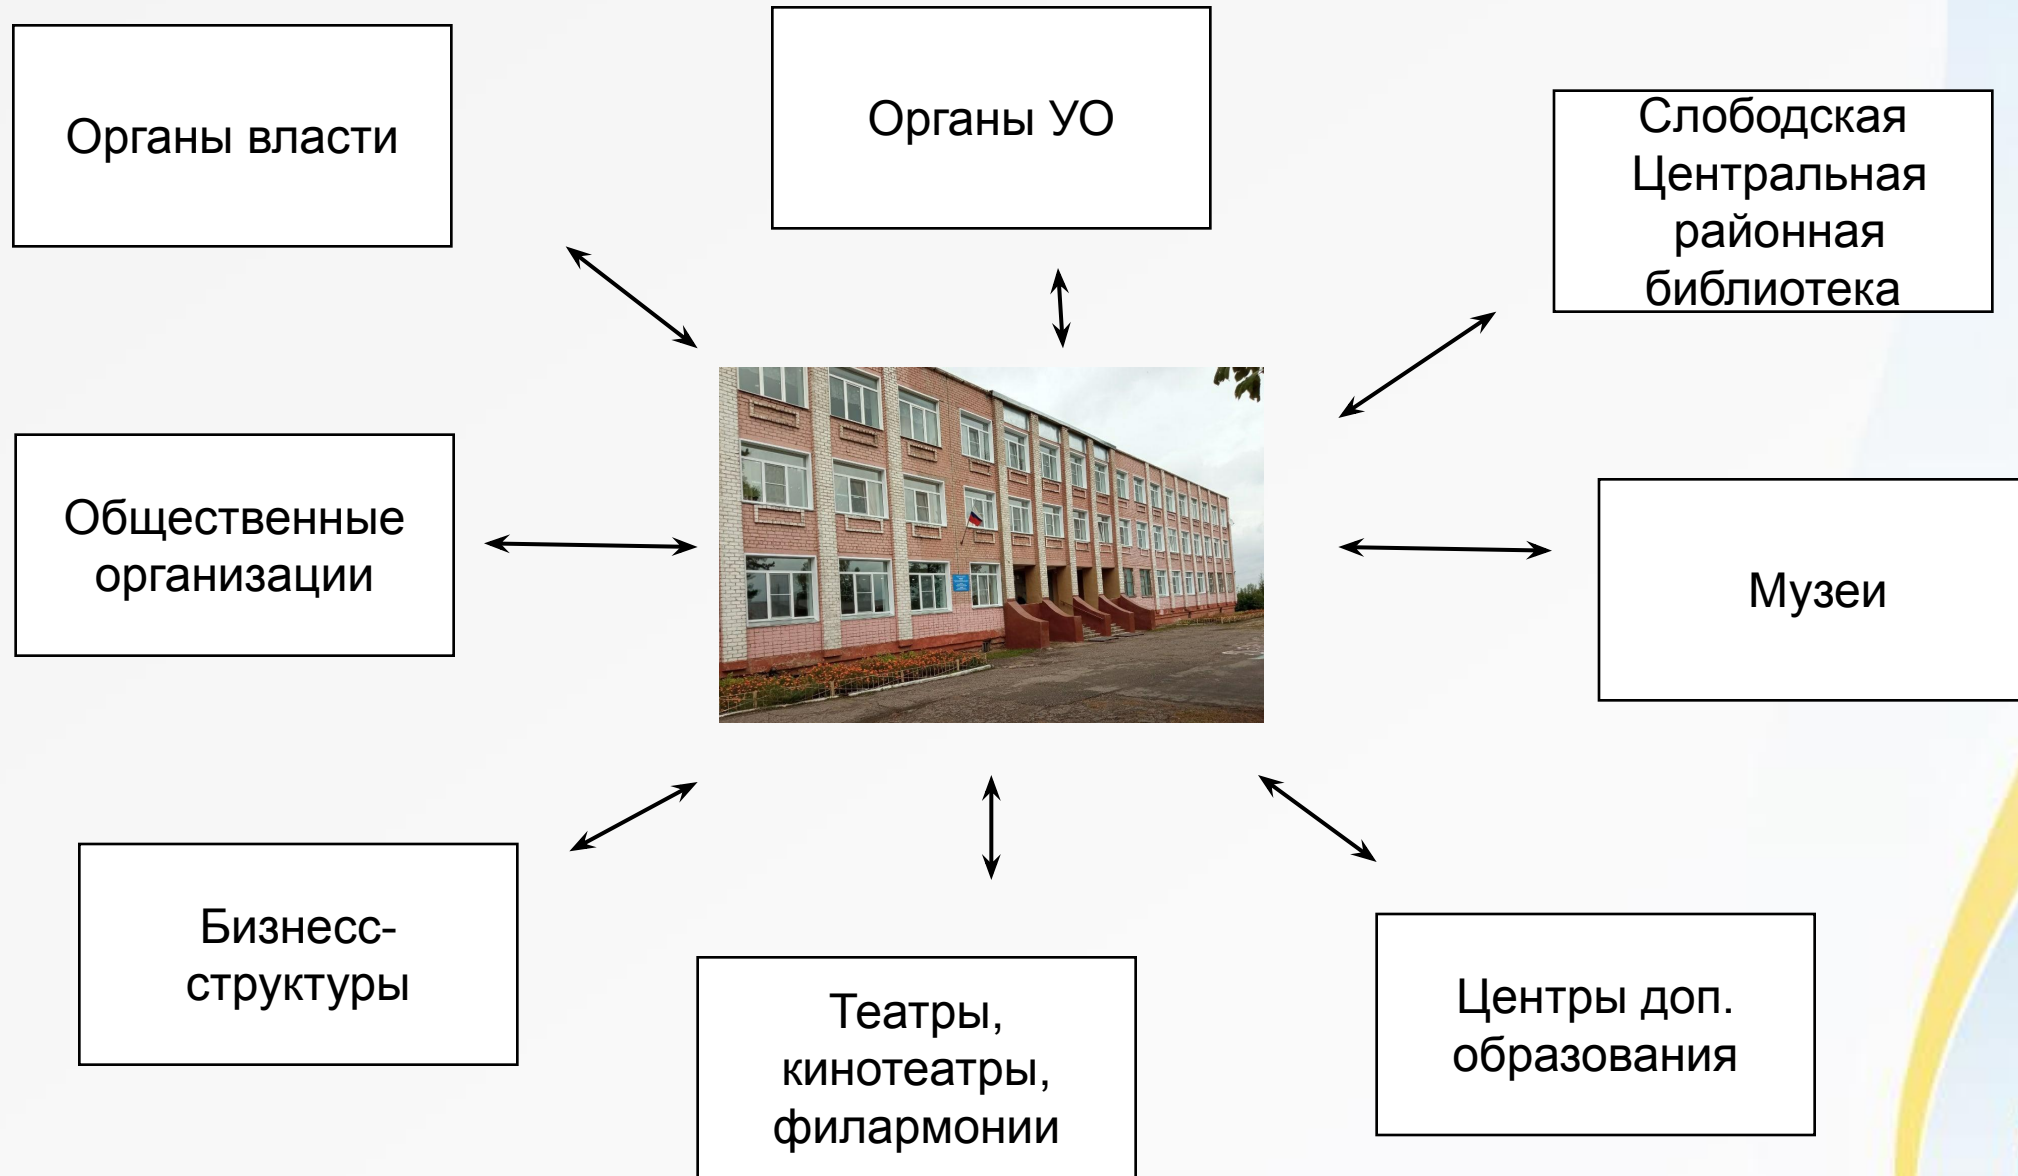 Органы власти
Органы УО
Слободская
Центральная
районная
библиотека
Общественные
организации
Музеи
Бизнесс-
структуры
Театры,
кинотеатры,
филармонии
Центры доп.
образования